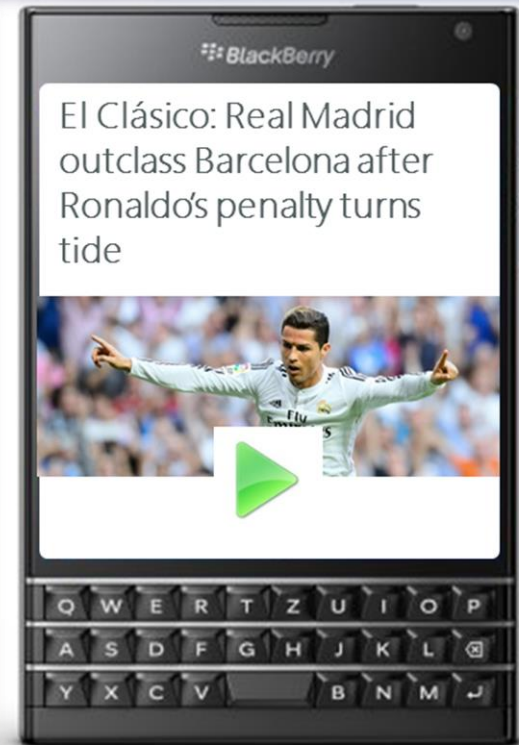 BlackBerry
El Clásico: Real Madrid
outclass Barcelona after
Ronaldo's penalty turns
tide
Fly
Emirates
Q W E R T Z U I O P
A S D F G H J K L
Y X C V B N M